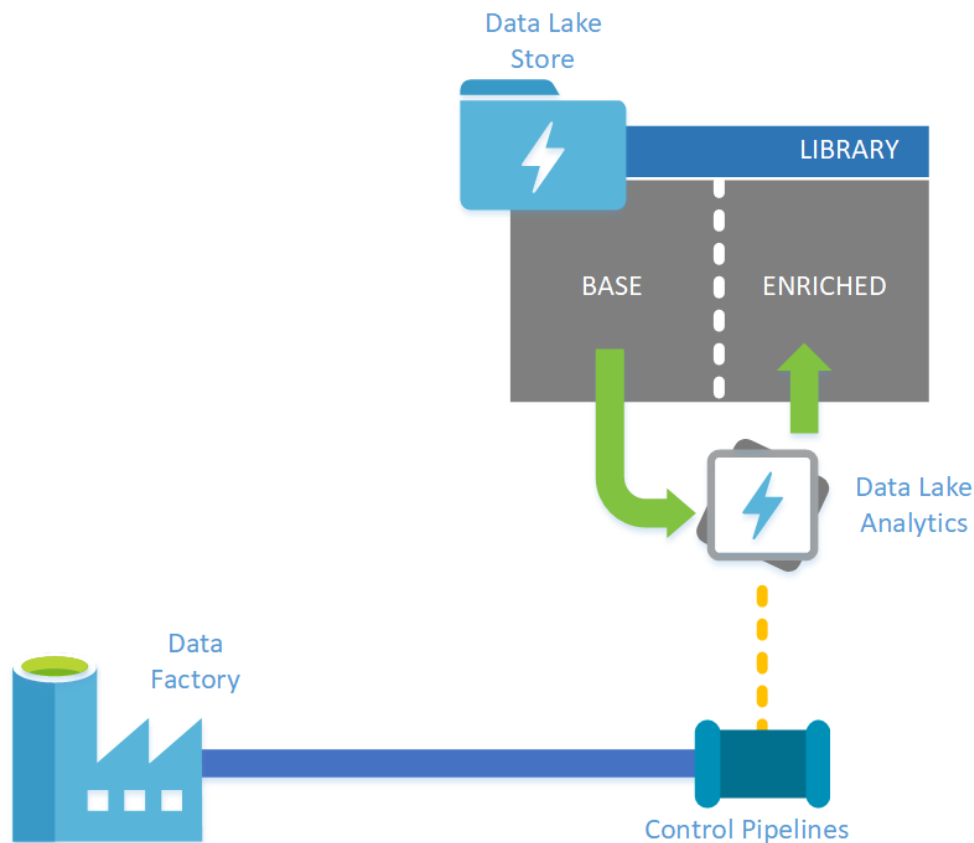 Data Lake
Store
LIBRARY
BASE
ENRICHED
Data Lake
Analytics
Data
Factory
Control Pipelines